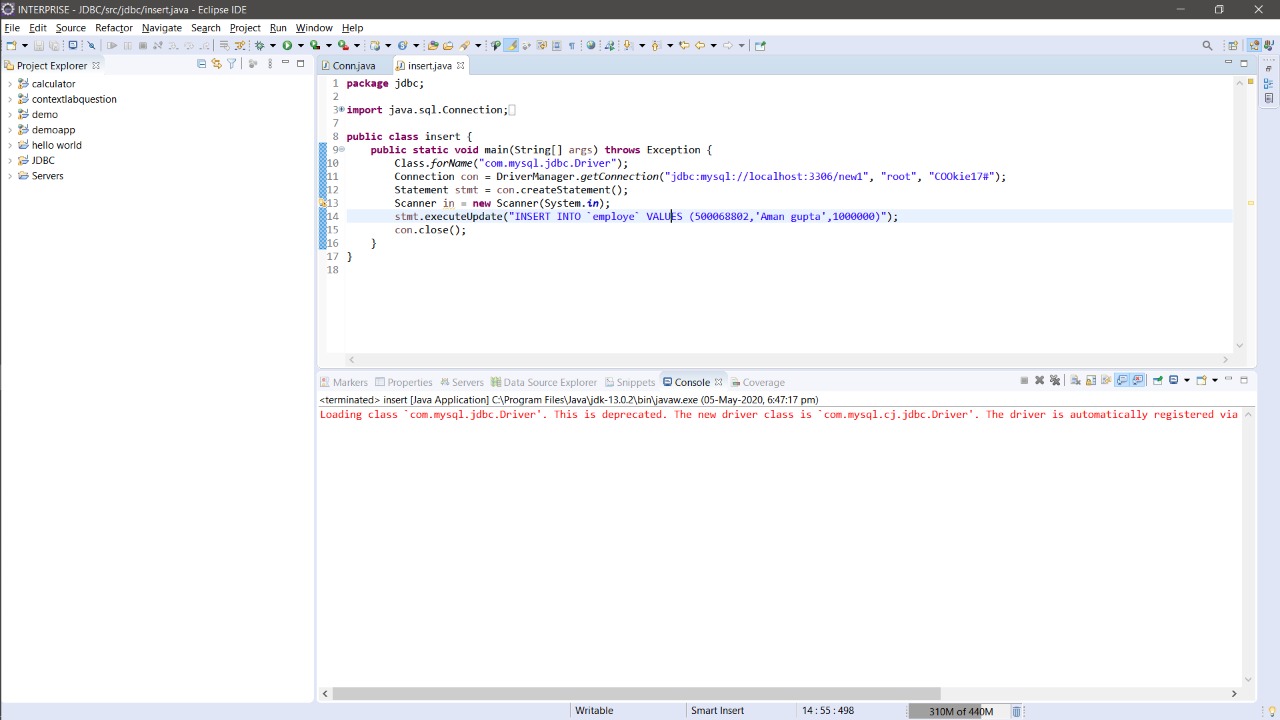 INTERPRISE - JDBC/src/jdbc/insert.java - Eclipse IDE
File Edit Source Refactor Navigate Search Project Run Window Help
Project Explorer
calculator
contextlabquestion
demo
demoapp
hello world
JDBC
Servers
Conn.java insert.java
1 package jdbc;
2
3 import java.sql.Connection;
7
8 public class insert {
9 public static void main(String[] args) throws Exception {
10 Class.forName("com.mysql.jdbc.Driver");
11 Connection con = DriverManager.getConnection("jdbc:mysql://localhost:3306/new1", "root", "COOkie17#");
12 Statement stmt = con.createStatement();
13 Scanner in = new Scanner(System.in);
14 stmt.executeUpdate("INSERT INTO `employe` VALUES (500068802,'Aman gupta',1000000)");
15 con.close();
16 }
17 }
18
Markers Properties Servers Data Source Explorer Snippets Console Coverage
<terminated> insert [Java Application] C:\Program Files\Java\jdk-13.0.2\bin\javaw.exe (05-May-2020, 6:47:17 pm)
Loading class `com.mysql.jdbc.Driver'. This is deprecated. The new driver class is `com.mysql.cj.jdbc.Driver'. The driver is automatically registered via
Writable Smart Insert 14 : 55 : 498 310M of 440M